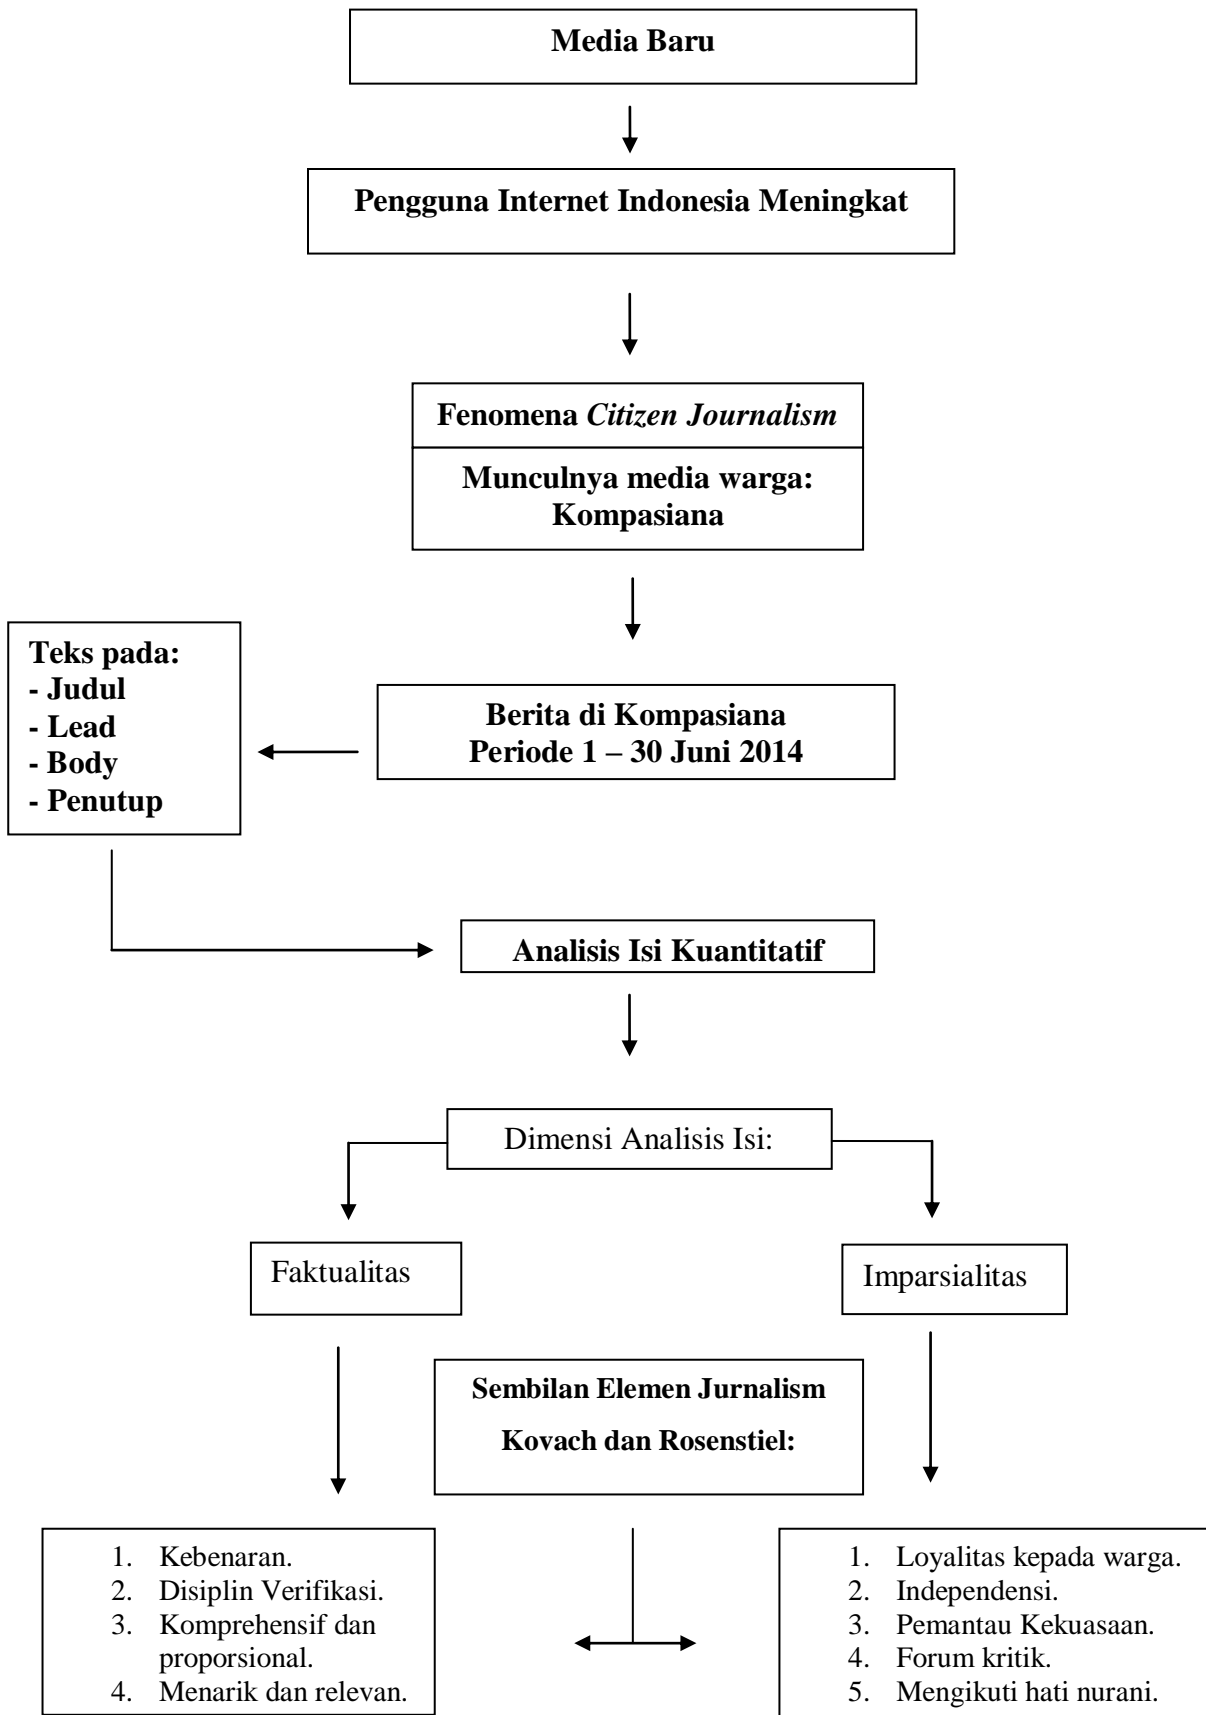 Media Baru
Pengguna Internet Indonesia Meningkat
Fenomena Citizen Journalism
Munculnya media warga:
Kompasiana
Teks pada:
- Judul
- Lead
- Body
- Penutup
Berita di Kompasiana
Periode 1 – 30 Juni 2014
Analisis Isi Kuantitatif
Dimensi Analisis Isi:
Faktualitas
Imparsialitas
Sembilan Elemen Jurnalism
Kovach dan Rosenstiel:
1. Kebenaran.
2. Disiplin Verifikasi.
3. Komprehensif dan
proporsional.
4. Menarik dan relevan.
1. Loyalitas kepada warga.
2. Independensi.
3. Pemantau Kekuasaan.
4. Forum kritik.
5. Mengikuti hati nurani.